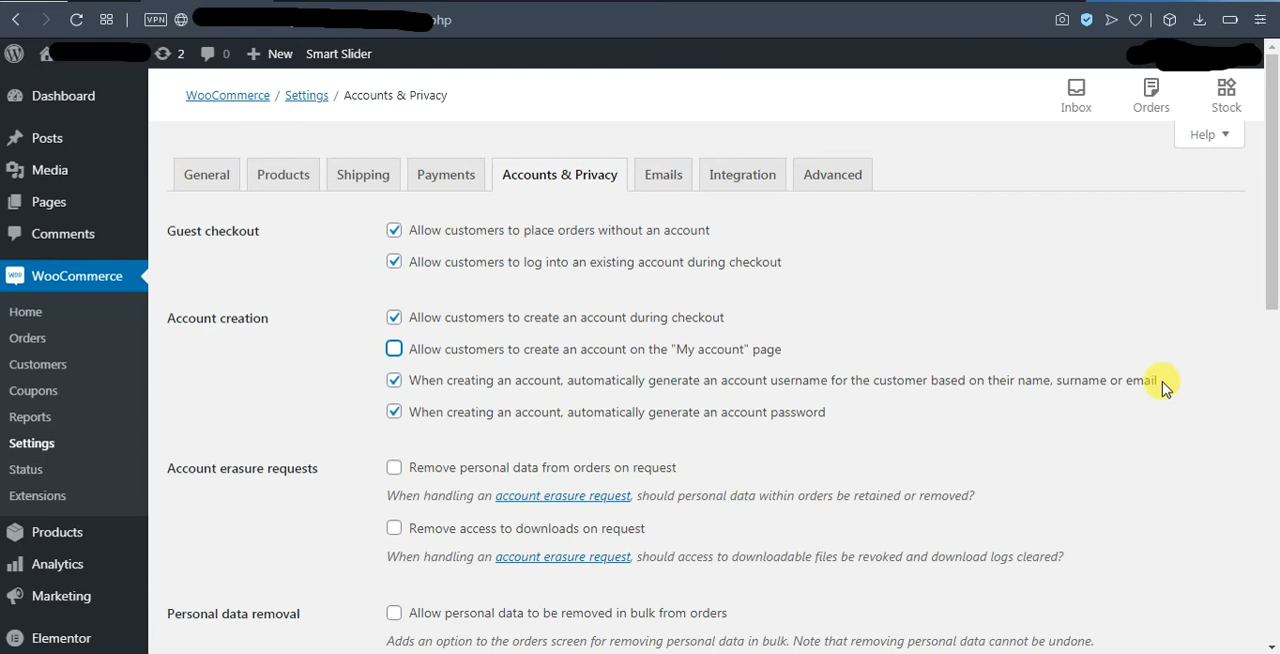 VPN
hp
2 0 New Smart Slider
Dashboard
Posts
Media
Pages
Comments
WooCommerce
Home
Orders
Customers
Coupons
Reports
Settings
Status
Extensions
Products
Analytics
Marketing
Elementor
WooCommerce / Settings / Accounts & Privacy
Inbox Orders Stock
Help
General Products Shipping Payments Accounts & Privacy Emails Integration Advanced
Guest checkout
Allow customers to place orders without an account
Allow customers to log into an existing account during checkout
Account creation
Allow customers to create an account during checkout
Allow customers to create an account on the "My account" page
When creating an account, automatically generate an account username for the customer based on their name, surname or email
When creating an account, automatically generate an account password
Account erasure requests
Remove personal data from orders on request
When handling an account erasure request, should personal data within orders be retained or removed?
Remove access to downloads on request
When handling an account erasure request, should access to downloadable files be revoked and download logs cleared?
Personal data removal
Allow personal data to be removed in bulk from orders
Adds an option to the orders screen for removing personal data in bulk. Note that removing personal data cannot be undone.